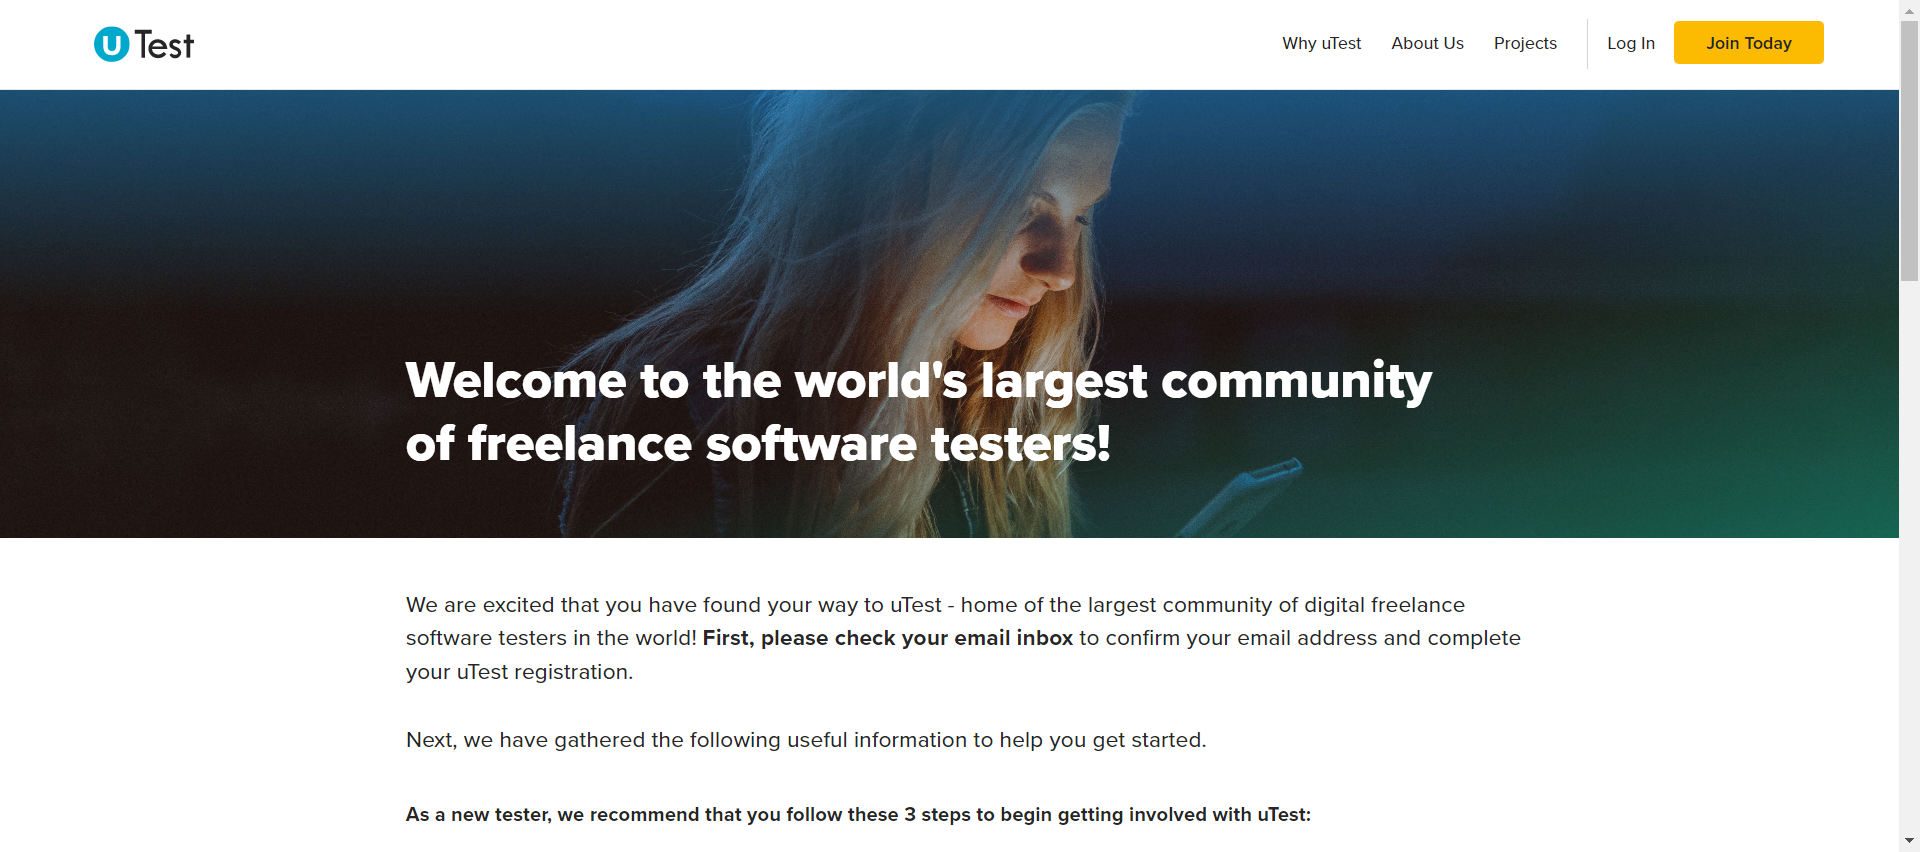 uTest
Why uTest
About Us
Projects
Log In
Join Today
Welcome to the world's largest community
of freelance software testers!
We are excited that you have found your way to uTest - home of the largest community of digital freelance
software testers in the world! First, please check your email inbox to confirm your email address and complete
your uTest registration.
Next, we have gathered the following useful information to help you get started.
As a new tester, we recommend that you follow these 3 steps to begin getting involved with uTest: